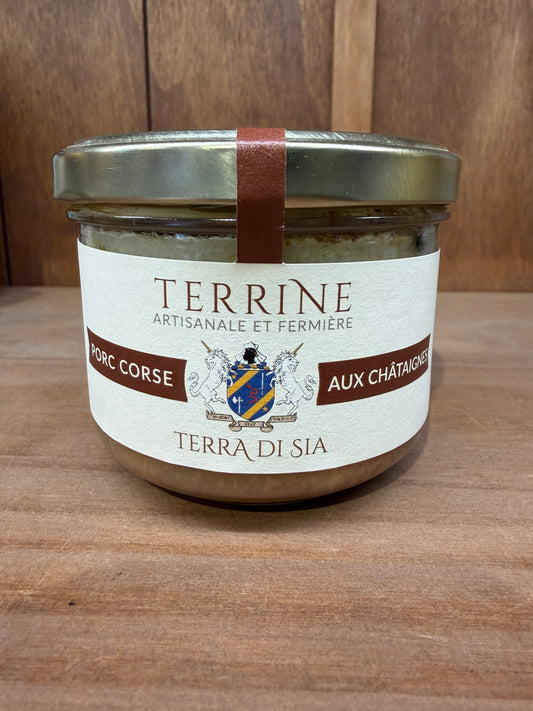 TERRINE
ARTISANALE ET FERMIÈRE
PORC CORSE
AUX CHÂTAIGNES
TERRA DI SIA